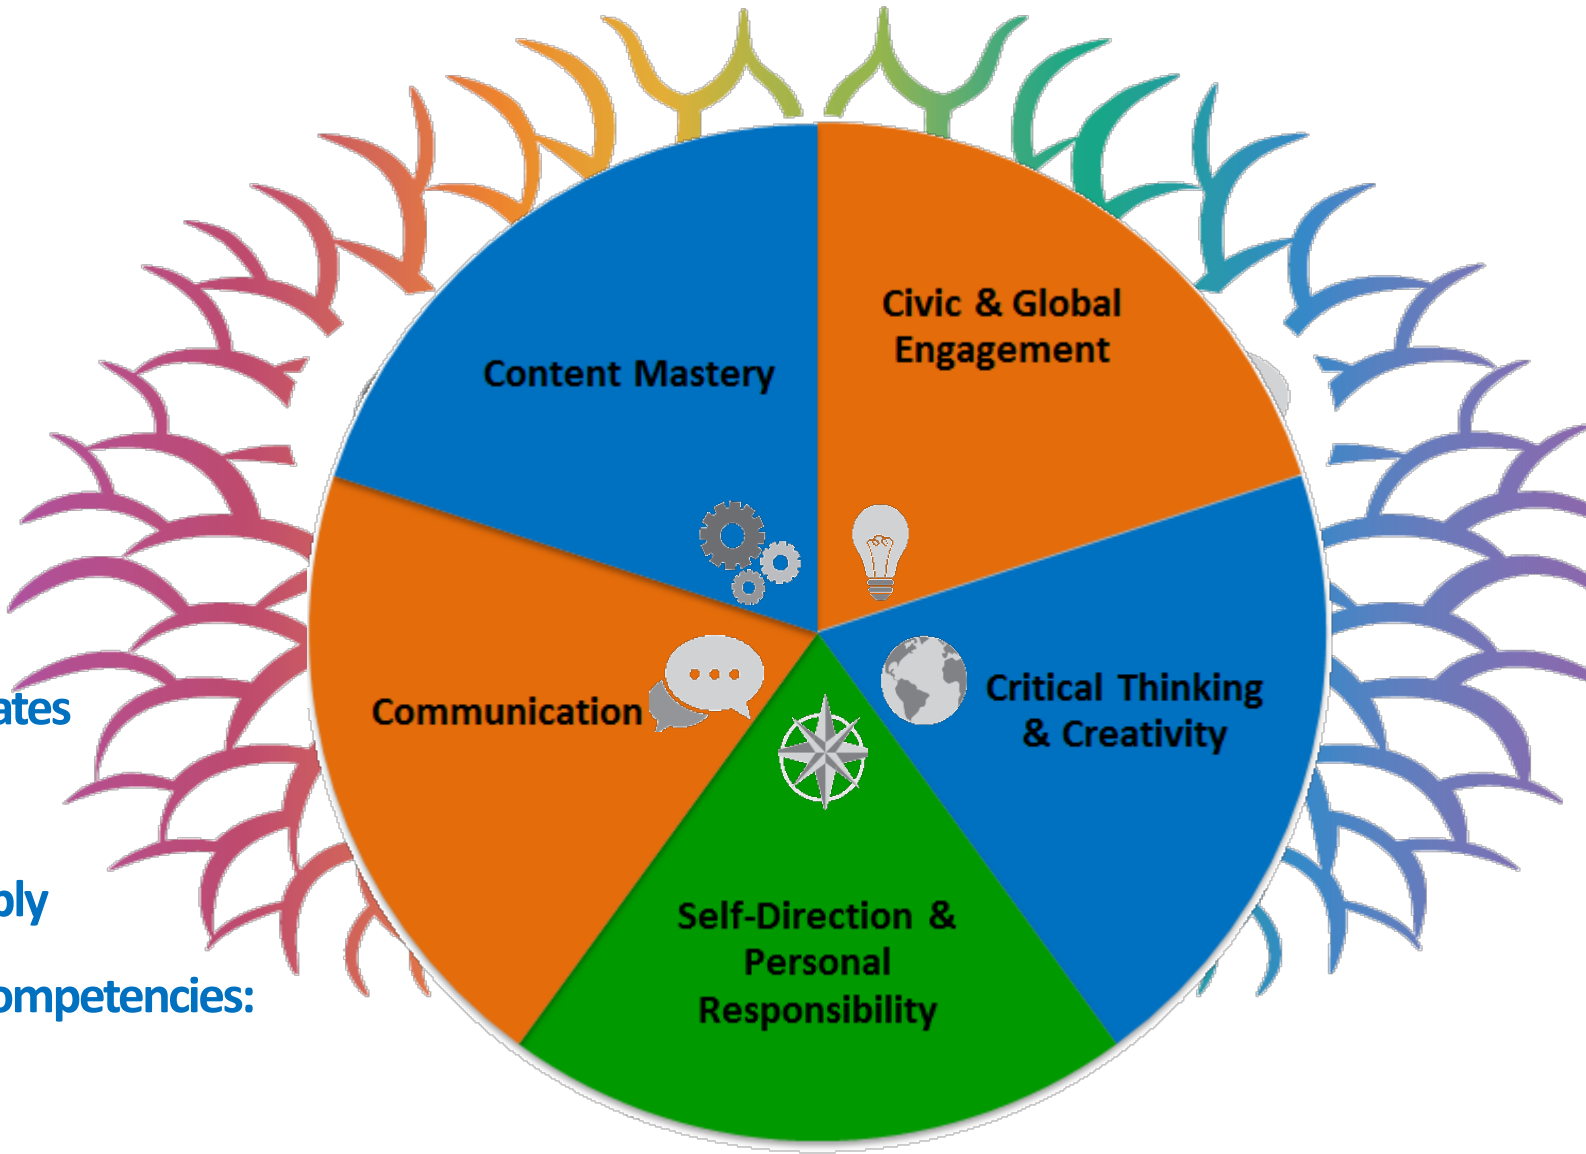 Civic & Global
Engagement
Content Mastery
Critical Thinking
& Creativity
Communication
ates
Self-Direction &
Personal
Responsibility
ply
ompetencies: